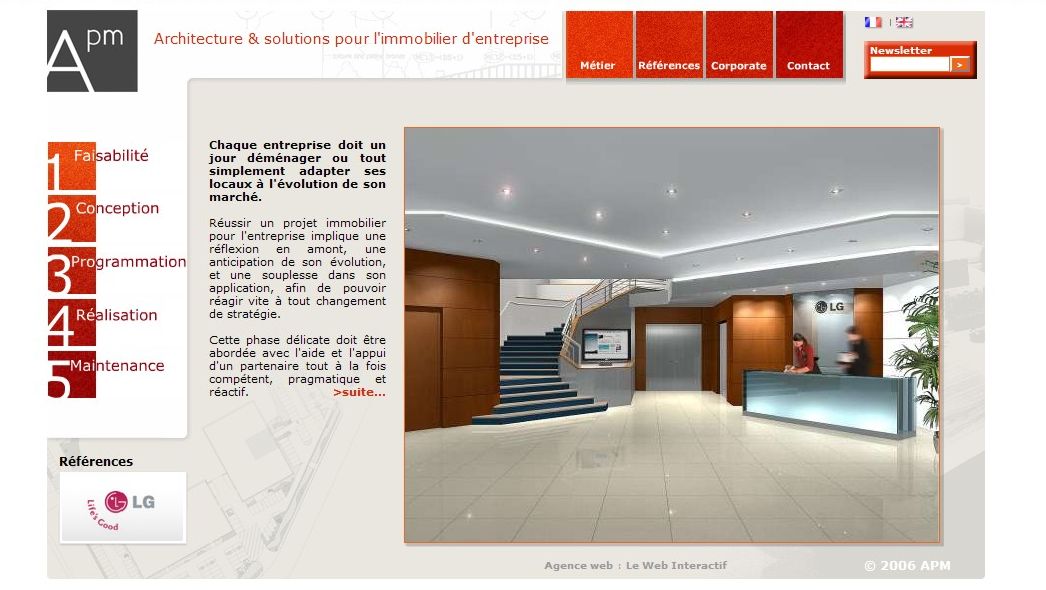 Apm
Architecture & solutions pour l'immobilier d'entreprise
Métier
Références
Corporate
Contact
Newsletter
>
1 Faisabilité
2 Conception
3 Programmation
4 Réalisation
5 Maintenance
Chaque entreprise doit un
jour déménager ou tout
simplement adapter ses
locaux à l'évolution de son
marché.
Réussir un projet immobilier
pour l'entreprise implique une
réflexion en amont, une
anticipation de son évolution,
et une souplesse dans son
application, afin de pouvoir
réagir vite à tout changement
de stratégie.
Cette phase délicate doit être
abordée avec l'aide et l'appui
d'un partenaire tout à la fois
compétent, pragmatique et
réactif. >suite...
LG
Références
LG
Life's Good
Agence web : Le Web Interactif
© 2006 APM